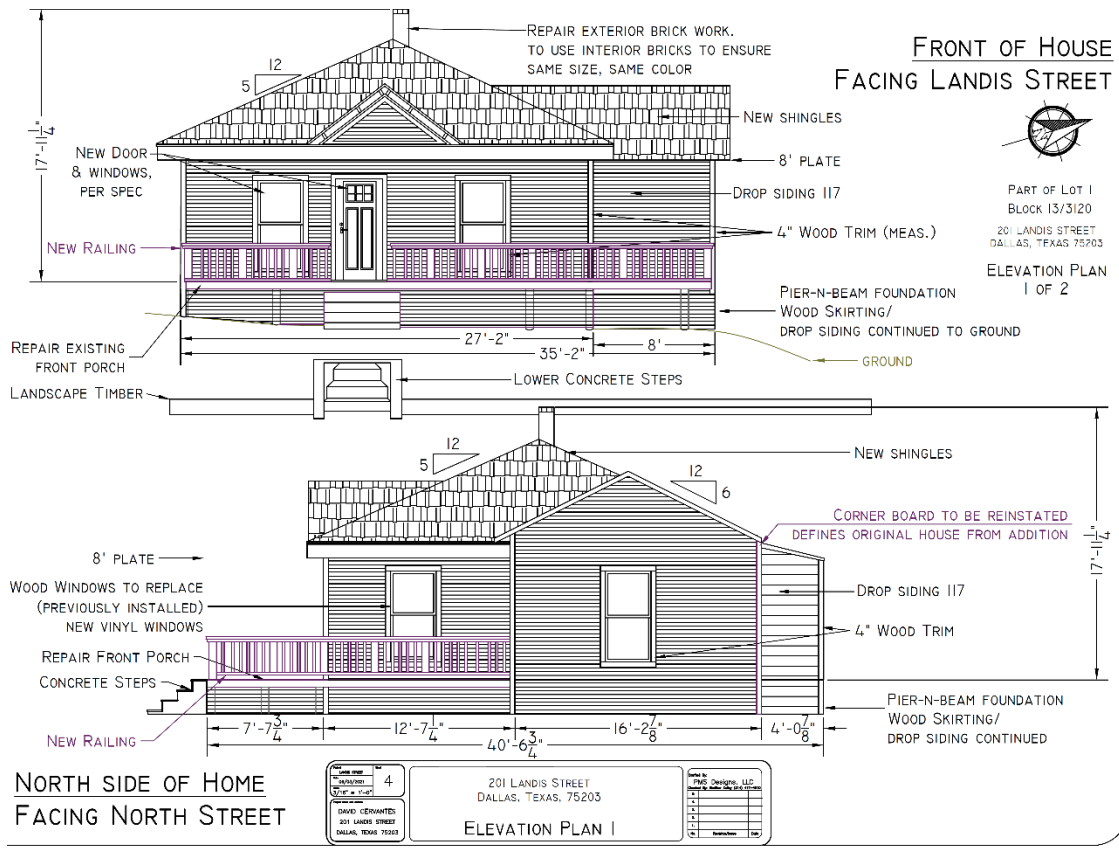 REPAIR EXTERIOR BRICK WORK.
TO USE INTERIOR BRICKS TO ENSURE
SAME SIZE, SAME COLOR
FRONT OF HOUSE
FACING LANDIS STREET
12
5
NEW SHINGLES
17'-11 1/4"
NEW DOOR
& WINDOWS,
PER SPEC
8' PLATE
DROP SIDING 117
PART OF LOT 1
BLOCK 13/3120
201 LANDIS STREET
DALLAS, TEXAS 75203
4" WOOD TRIM (MEAS.)
NEW RAILING
ELEVATION PLAN
1 OF 2
PIER-N-BEAM FOUNDATION
WOOD SKIRTING/
DROP SIDING CONTINUED TO GROUND
27'-2"
8'
35'-2"
REPAIR EXISTING
FRONT PORCH
GROUND
LOWER CONCRETE STEPS
LANDSCAPE TIMBER
12
5
NEW SHINGLES
12
6
CORNER BOARD TO BE REINSTATED
DEFINES ORIGINAL HOUSE FROM ADDITION
17'-11 1/4"
8' PLATE
WOOD WINDOWS TO REPLACE
(PREVIOUSLY INSTALLED)
NEW VINYL WINDOWS
DROP SIDING 117
4" WOOD TRIM
REPAIR FRONT PORCH
CONCRETE STEPS
NEW RAILING
PIER-N-BEAM FOUNDATION
WOOD SKIRTING/
DROP SIDING CONTINUED
7'-7 3/4"
12'-7 1/4"
16'-2 7/8"
4'-0 7/8"
40'-6 3/4"
NORTH SIDE OF HOME
FACING NORTH STREET
4
3/16" = 1'-0"
DAVID CERVANTES
201 LANDIS STREET
DALLAS, TEXAS 75203
201 LANDIS STREET
DALLAS, TEXAS, 75203
ELEVATION PLAN 1
PMS Designs, LLC